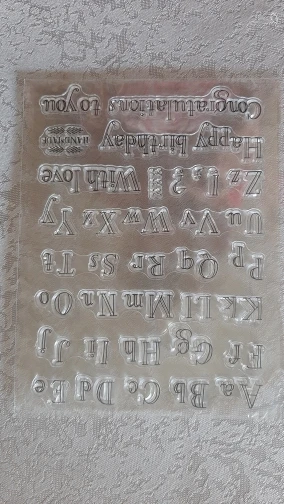 Aa Bb Cc Dd Ee
Ff Gg Hh Ii Jj
Kk Ll Mm Nn Oo
Pp Qq Rr Ss Tt
Uu Vv Ww Xx Yy
Zz ! , ? With love
Happy birthday HANDMADE
Congratulations to you